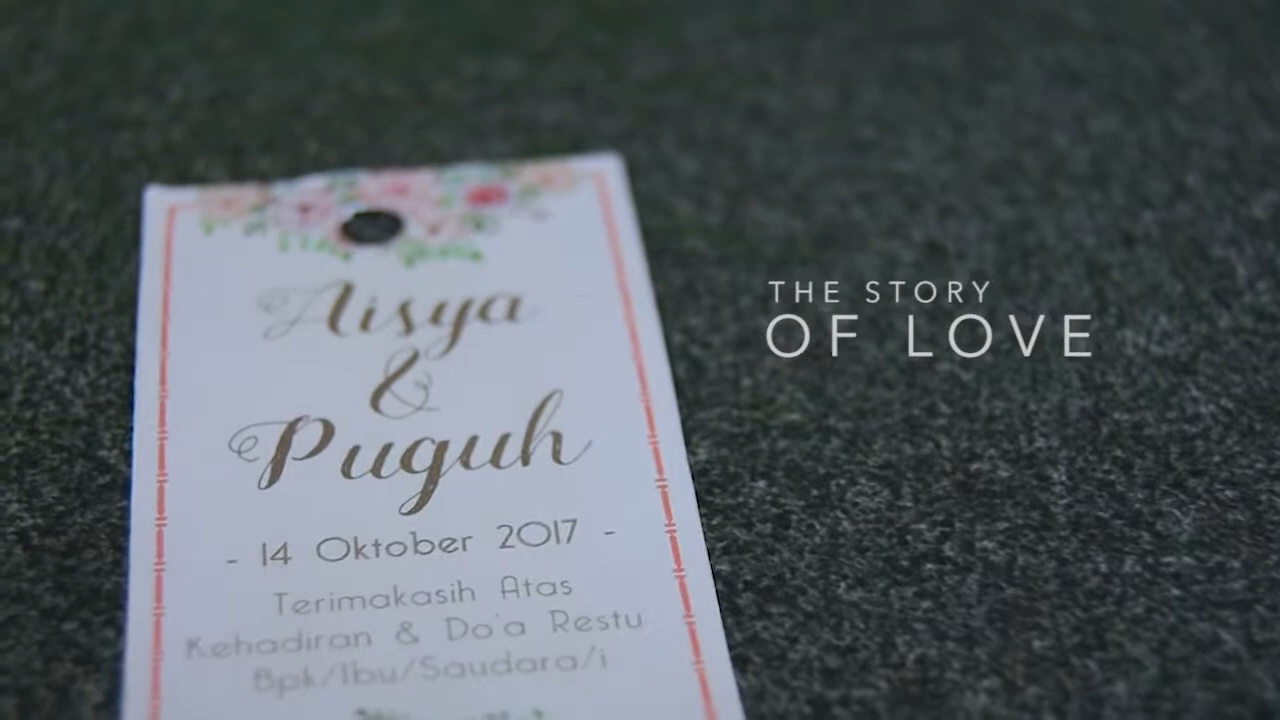 Aisya
&
Puguh
- 14 Oktober 2017 -
Terimakasih Atas
Kehadiran & Do'a Restu
Bpk/Ibu/Saudara/i
THE STORY
OF LOVE